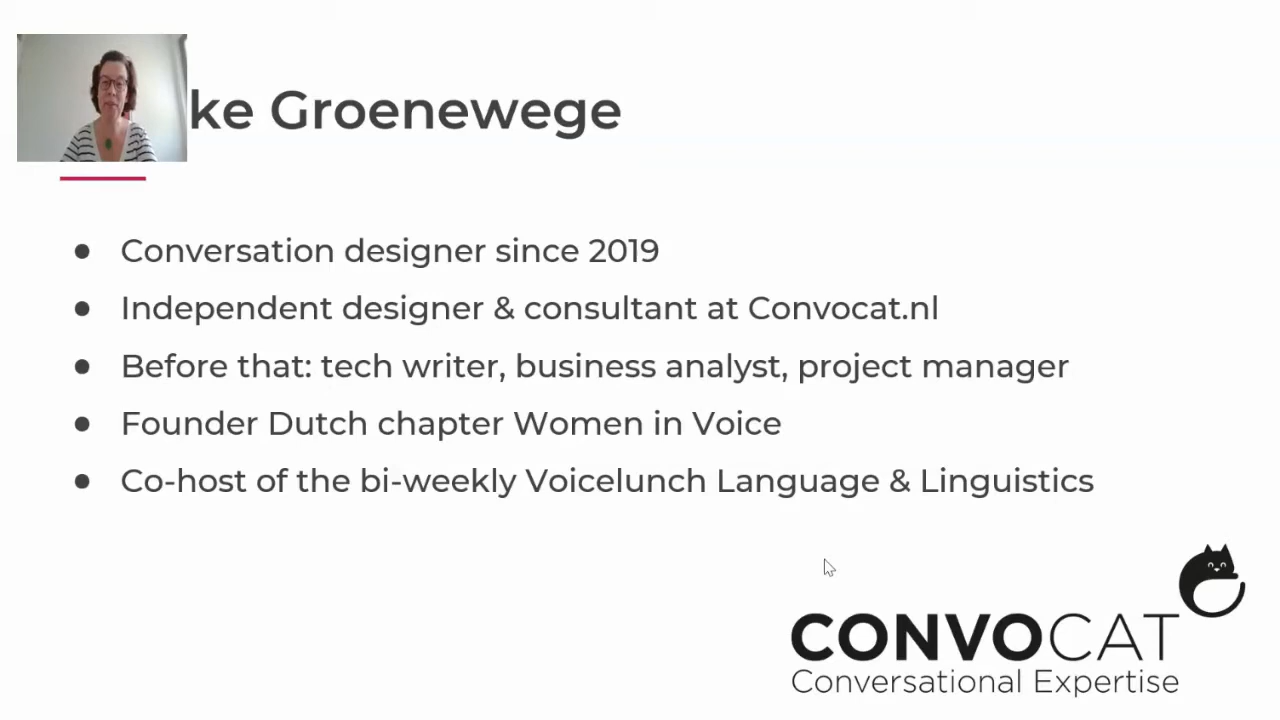 ke Groenewege
● Conversation designer since 2019
● Independent designer & consultant at Convocat.nl
● Before that: tech writer, business analyst, project manager
● Founder Dutch chapter Women in Voice
● Co-host of the bi-weekly Voicelunch Language & Linguistics
CONVOCAT
Conversational Expertise